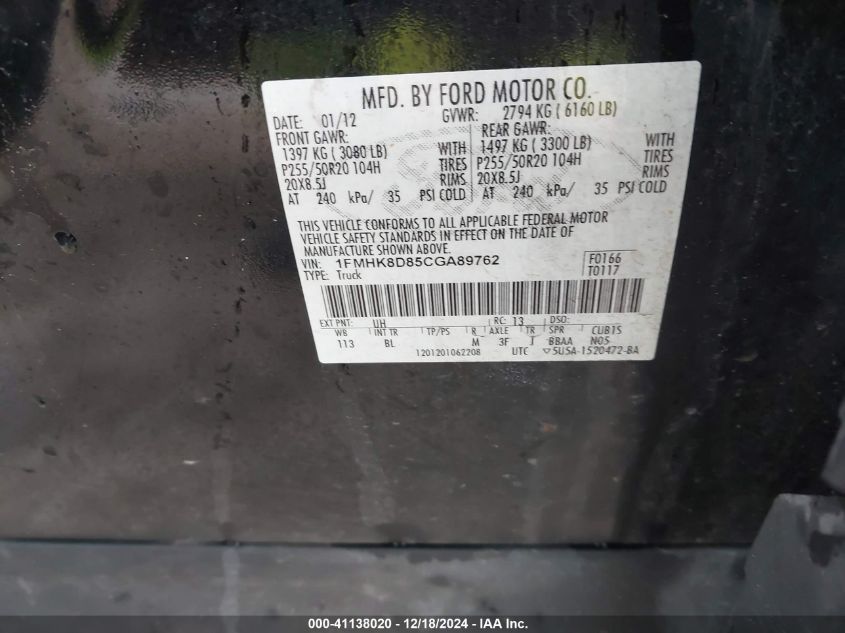 MFD. BY FORD MOTOR CO.
DATE: 01/12 GVWR: 2794 KG ( 6160 LB)
FRONT GAWR: REAR GAWR:
1397 KG ( 3080 LB) WITH 1497 KG ( 3300 LB) WITH
P255/50R20 104H TIRES P255/50R20 104H TIRES
20X8.5J RIMS 20X8.5J RIMS
AT 240 kPa/ 35 PSI COLD AT 240 kPa/ 35 PSI COLD
THIS VEHICLE CONFORMS TO ALL APPLICABLE FEDERAL MOTOR
VEHICLE SAFETY STANDARDS IN EFFECT ON THE DATE OF
MANUFACTURE SHOWN ABOVE.
VIN: 1FMHK8D85CGA89762 F0166
TYPE: Truck T0117
EXT PNT: UH RC: 13 DSO:
WB INT TR TP/PS R AXLE TR SPR CUB1S
113 BL M 3F J BBAA N05
1201201062208 UTC 5U5A-1520472-BA
000-41138020 - 12/18/2024 - IAA Inc.